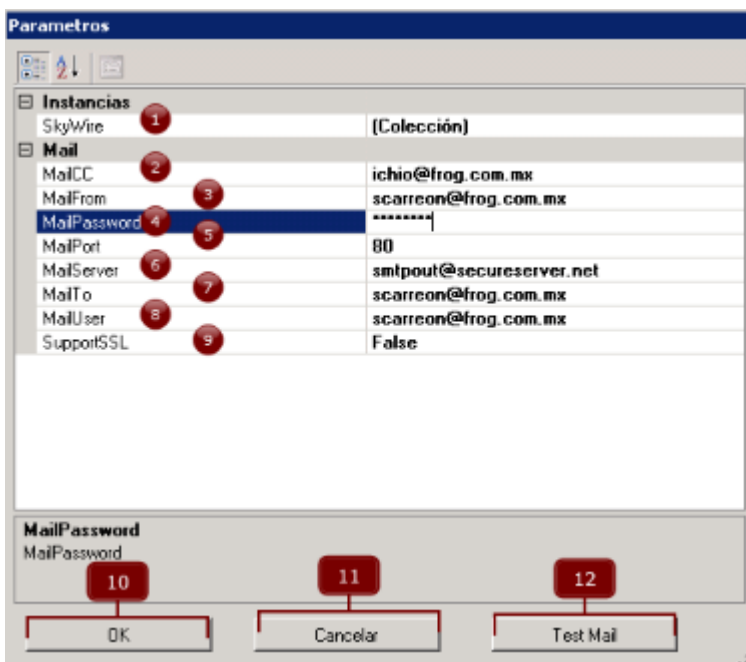 Parametros
Instancias
SkyWire 1 (Colección)
Mail
MailCC 2 ichio@frog.com.mx
MailFrom 3 scarreon@frog.com.mx
MailPassword 4 ********
MailPort 5 80
MailServer 6 smtpout@secureserver.net
MailTo 7 scarreon@frog.com.mx
MailUser 8 scarreon@frog.com.mx
SupportSSL 9 False
MailPassword
MailPassword
10 11 12
OK Cancelar Test Mail